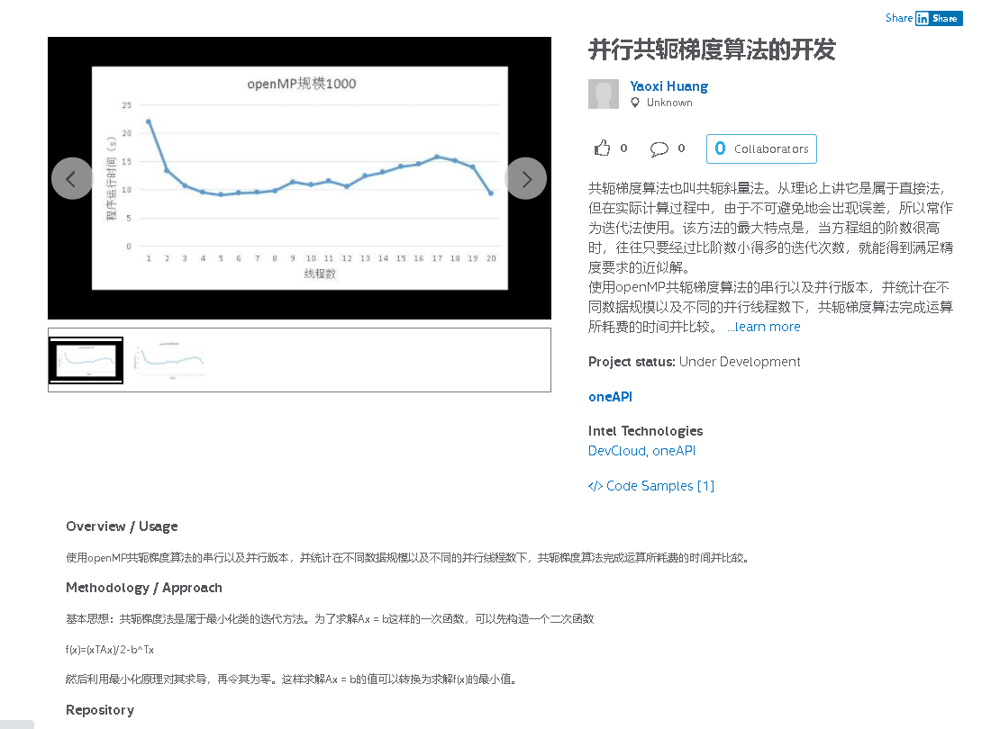 Share
in Share
openMP规模1000
25
20
15
10
5
0
程序运行时间（s）
1 2 3 4 5 6 7 8 9 10 11 12 13 14 15 16 17 18 19 20
线程数
并行共轭梯度算法的开发
Yaoxi Huang
Unknown
0 0 0 Collaborators
共轭梯度算法也叫共轭斜量法。从理论上讲它是属于直接法，
但在实际计算过程中，由于不可避免地会出现误差，所以常作
为迭代法使用。该方法的最大特点是，当方程组的阶数很高
时，往往只要经过比阶数小得多的迭代次数，就能得到满足精
度要求的近似解。
使用openMP共轭梯度算法的串行以及并行版本，并统计在不
同数据规模以及不同的并行线程数下，共轭梯度算法完成运算
所耗费的时间并比较。 ...learn more
Project status: Under Development
oneAPI
Intel Technologies
DevCloud, oneAPI
</> Code Samples [1]
Overview / Usage
使用openMP共轭梯度算法的串行以及并行版本，并统计在不同数据规模以及不同的并行线程数下，共轭梯度算法完成运算所耗费的时间并比较。
Methodology / Approach
基本思想：共轭梯度法是属于最小化类的迭代方法。为了求解Ax = b这样的一次函数，可以先构造一个二次函数
f(x)=(xTAx)/2-b^Tx
然后利用最小化原理对其求导，再令其为零。这样求解Ax = b的值可以转换为求解f(x)的最小值。
Repository